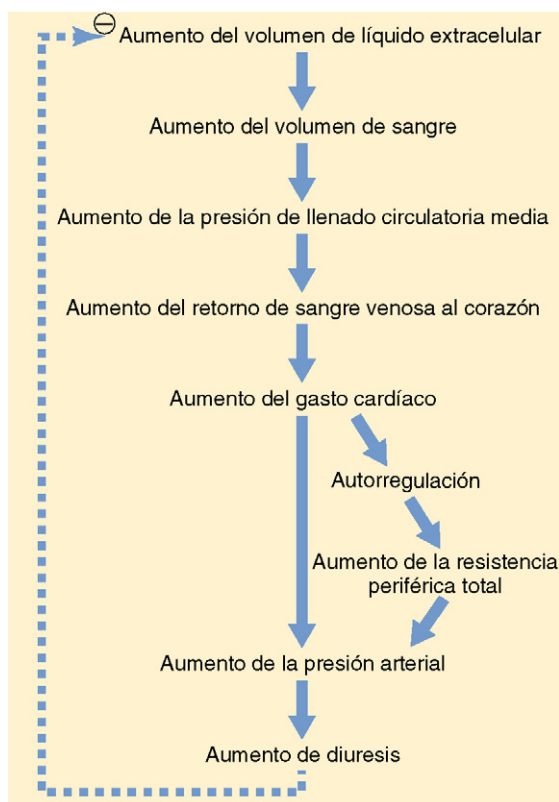 Aumento del volumen de líquido extracelular
Aumento del volumen de sangre
Aumento de la presión de llenado circulatoria media
Aumento del retorno de sangre venosa al corazón
Aumento del gasto cardíaco
Autorregulación
Aumento de la resistencia
periférica total
Aumento de la presión arterial
Aumento de diuresis